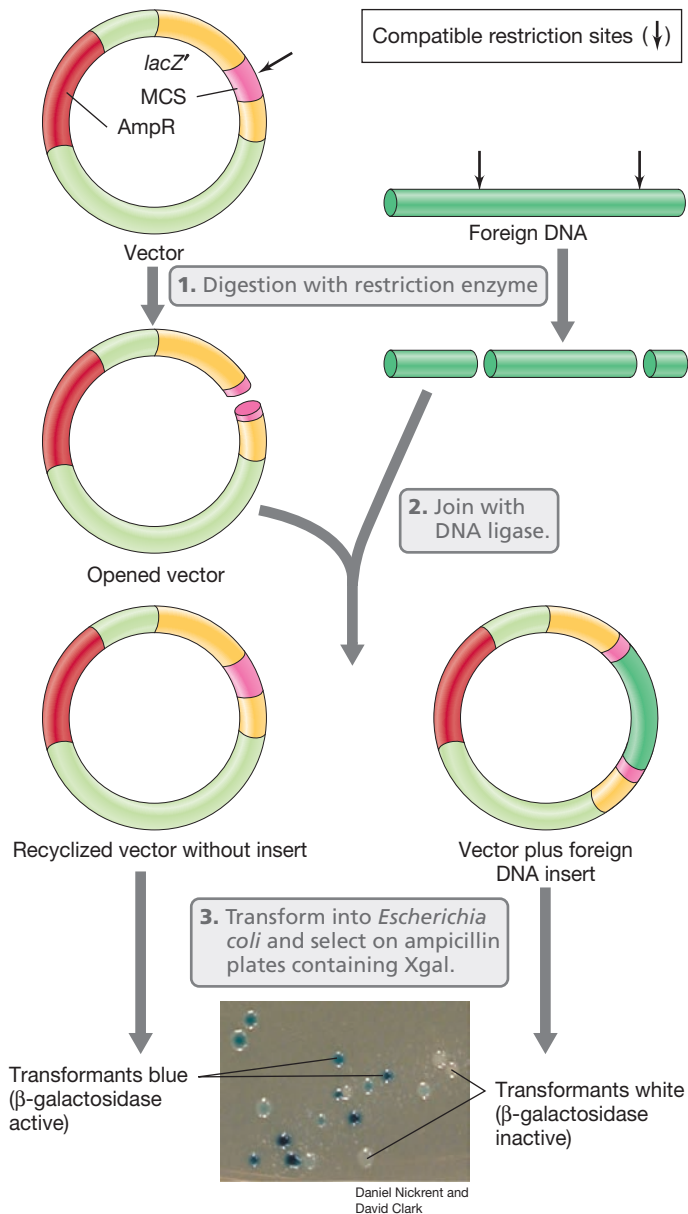 Compatible restriction sites (↓)
lacZ′
MCS
AmpR
Vector
Foreign DNA
1. Digestion with restriction enzyme
Opened vector
2. Join with
DNA ligase.
Recyclized vector without insert
Vector plus foreign
DNA insert
3. Transform into Escherichia
coli and select on ampicillin
plates containing Xgal.
Transformants blue
(β-galactosidase
active)
Transformants white
(β-galactosidase
inactive)
Daniel Nickrent and
David Clark